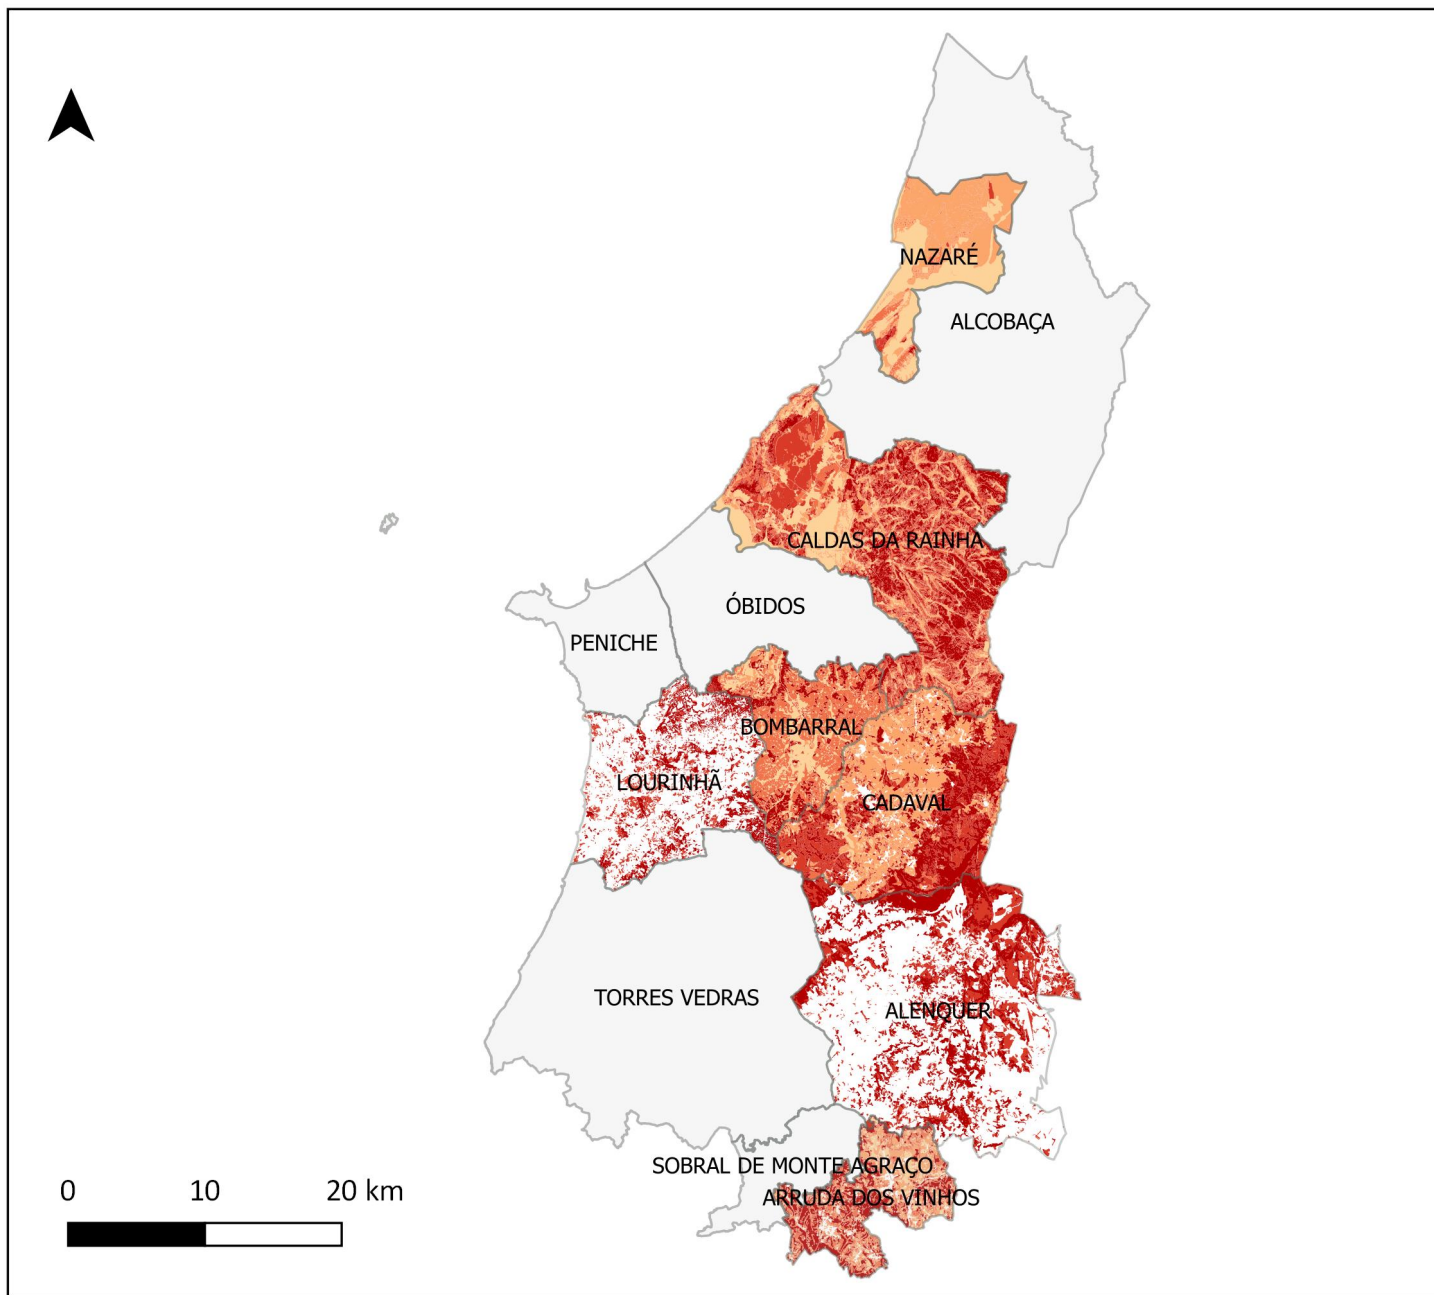 NAZARÉ
ALCOBAÇA
CALDAS DA RAINHA
ÓBIDOS
PENICHE
BOMBARRAL
LOURINHÃ
CADAVAL
TORRES VEDRAS
ALENQUER
SOBRAL DE MONTE AGRAÇO
ARRUDA DOS VINHOS
0 10 20 km